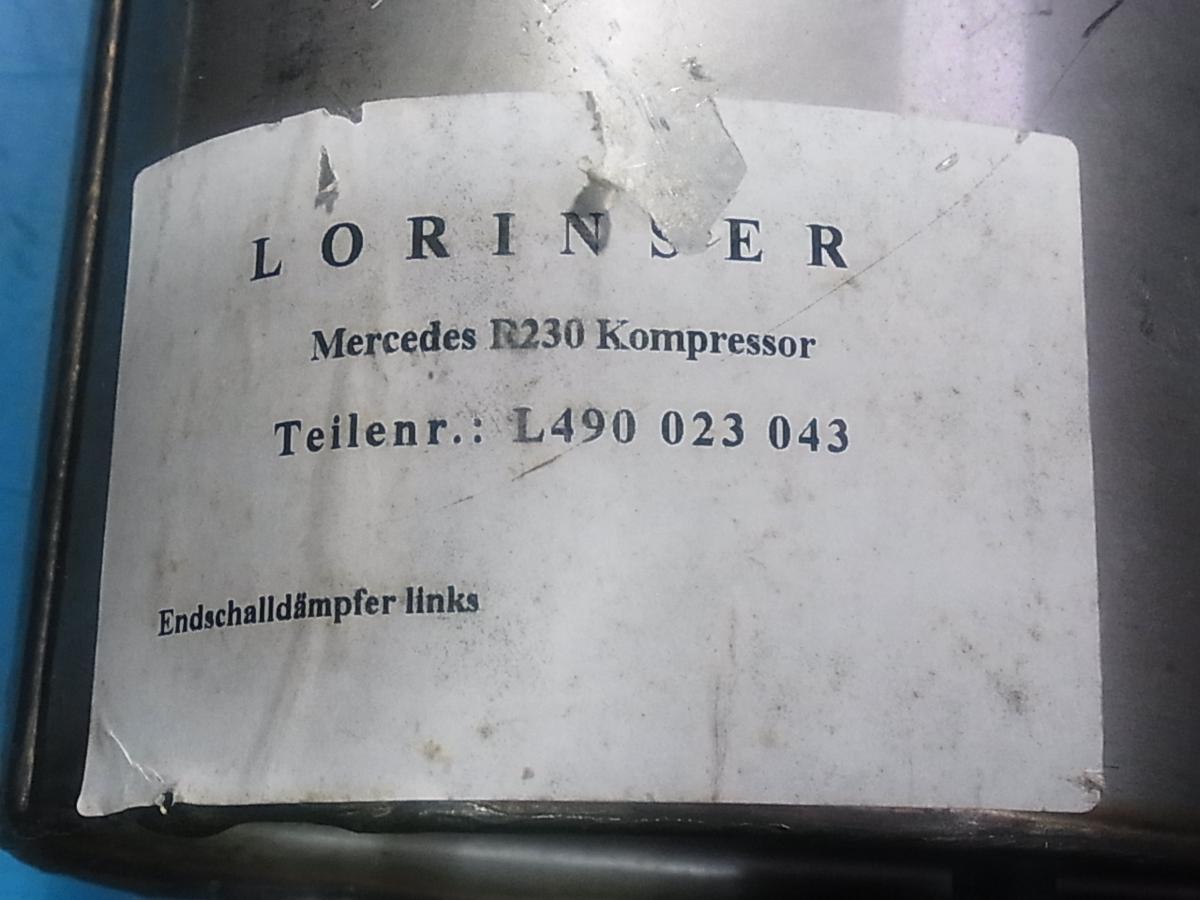 LORINSER
Mercedes R230 Kompressor
Teilenr.: L490 023 043
Endschalldämpfer links